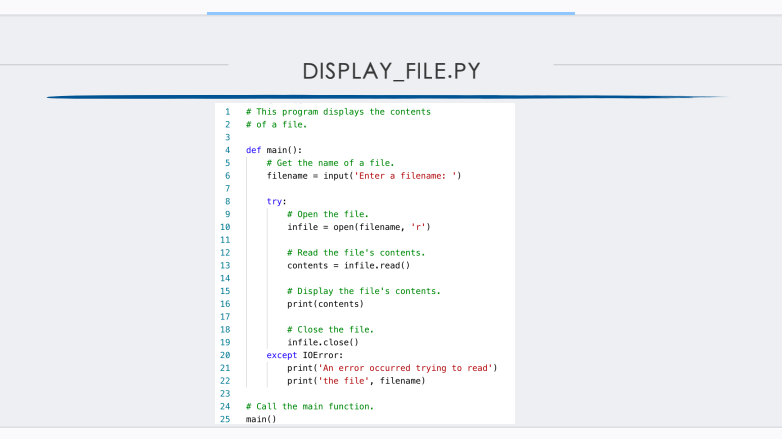 DISPLAY_FILE.PY
1 # This program displays the contents
2 # of a file.
3
4 def main():
5     # Get the name of a file.
6     filename = input('Enter a filename: ')
7
8     try:
9         # Open the file.
10         infile = open(filename, 'r')
11
12         # Read the file's contents.
13         contents = infile.read()
14
15         # Display the file's contents.
16         print(contents)
17
18         # Close the file.
19         infile.close()
20     except IOError:
21         print('An error occurred trying to read')
22         print('the file', filename)
23
24 # Call the main function.
25 main()